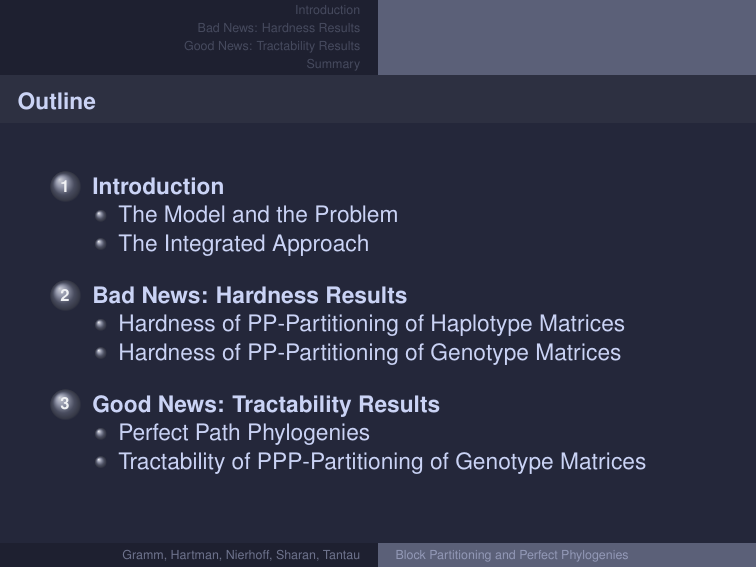 Introduction
Bad News: Hardness Results
Good News: Tractability Results
Summary
Outline
1 Introduction
The Model and the Problem
The Integrated Approach
2 Bad News: Hardness Results
Hardness of PP-Partitioning of Haplotype Matrices
Hardness of PP-Partitioning of Genotype Matrices
3 Good News: Tractability Results
Perfect Path Phylogenies
Tractability of PPP-Partitioning of Genotype Matrices
Gramm, Hartman, Nierhoff, Sharan, Tantau
Block Partitioning and Perfect Phylogenies